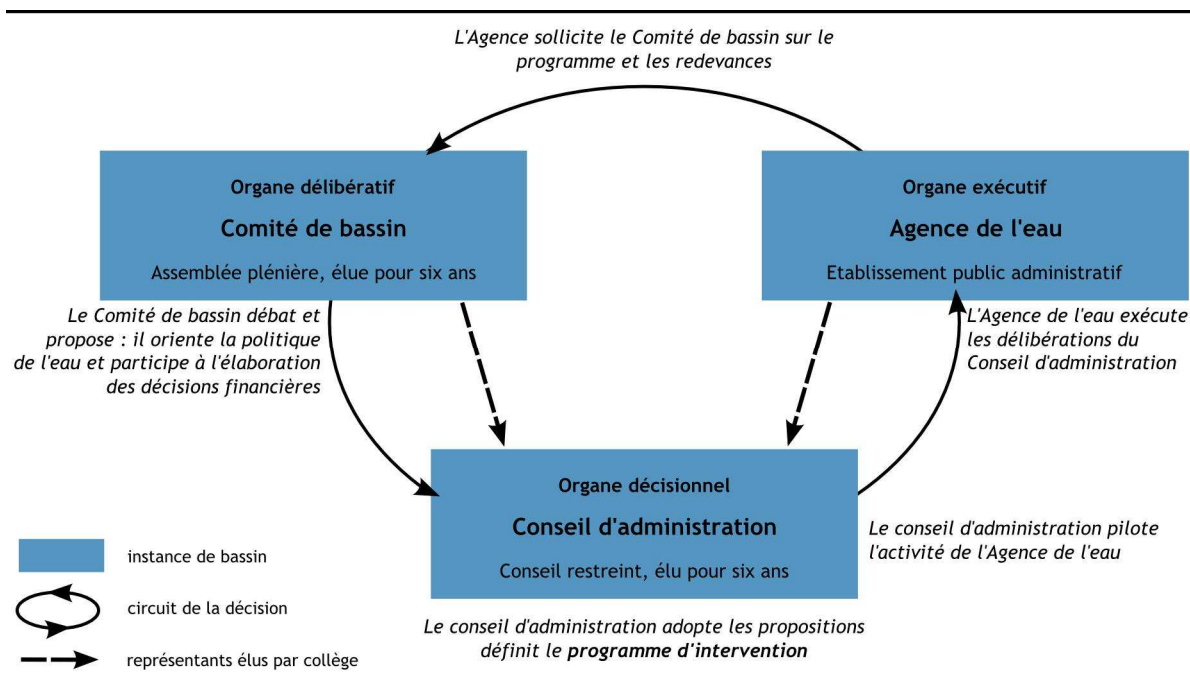 L'Agence sollicite le Comité de bassin sur le
programme et les redevances
Organe délibératif
Comité de bassin
Assemblée plénière, élue pour six ans
Organe exécutif
Agence de l'eau
Etablissement public administratif
Le Comité de bassin débat et
propose : il oriente la politique
de l'eau et participe à l'élaboration
des décisions financières
L'Agence de l'eau exécute
les délibérations du
Conseil d'administration
Organe décisionnel
Conseil d'administration
Conseil restreint, élu pour six ans
Le conseil d'administration pilote
l'activité de l'Agence de l'eau
Le conseil d'administration adopte les propositions
définit le programme d'intervention
instance de bassin
circuit de la décision
représentants élus par collège